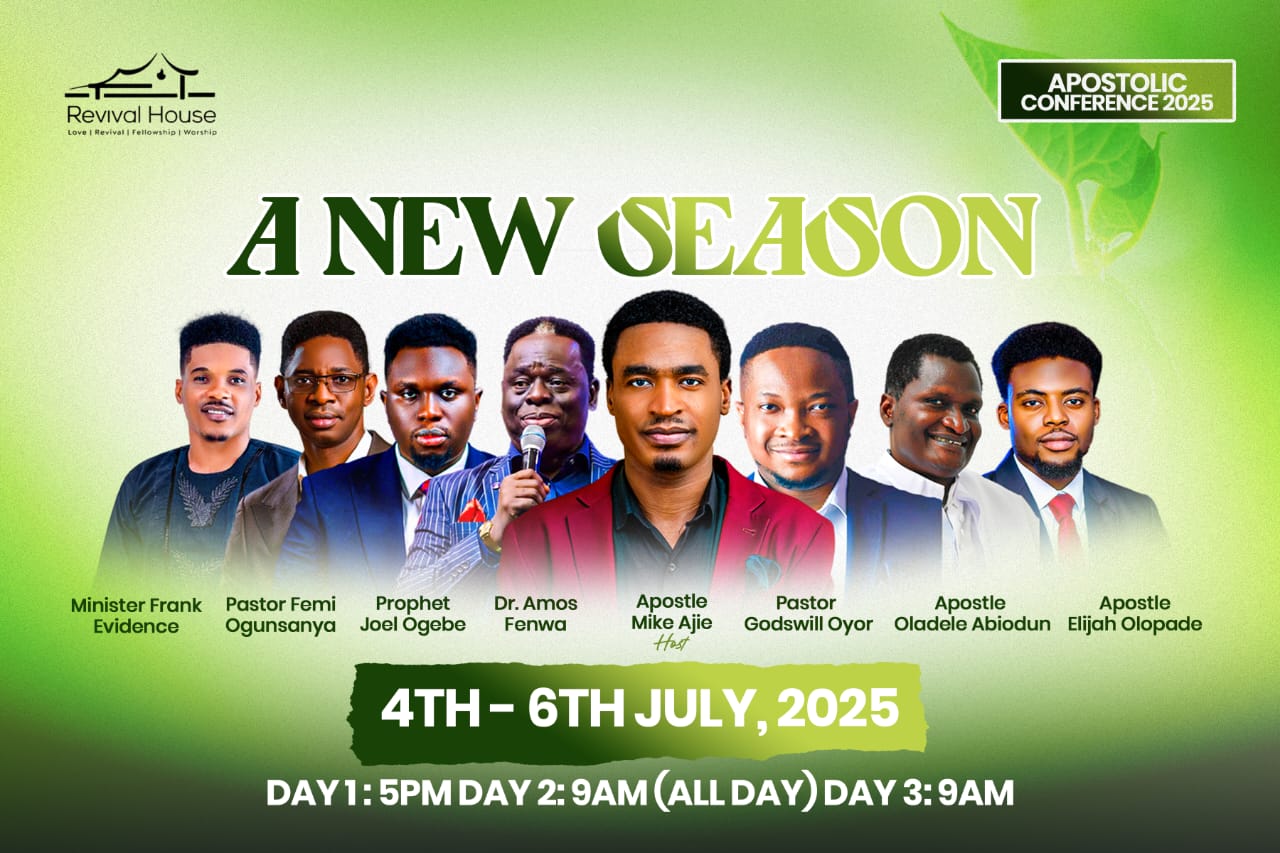 Revival House
Love | Revival | Fellowship | Worship
APOSTOLIC
CONFERENCE 2025
A NEW SEASON
Minister Frank
Evidence
Pastor Femi
Ogunsanya
Prophet
Joel Ogebe
Dr. Amos
Fenwa
Apostle
Mike Ajie
Host
Pastor
Godswill Oyor
Apostle
Oladele Abiodun
Apostle
Elijah Olopade
4TH - 6TH JULY, 2025
DAY 1 : 5PM DAY 2: 9AM (ALL DAY) DAY 3: 9AM